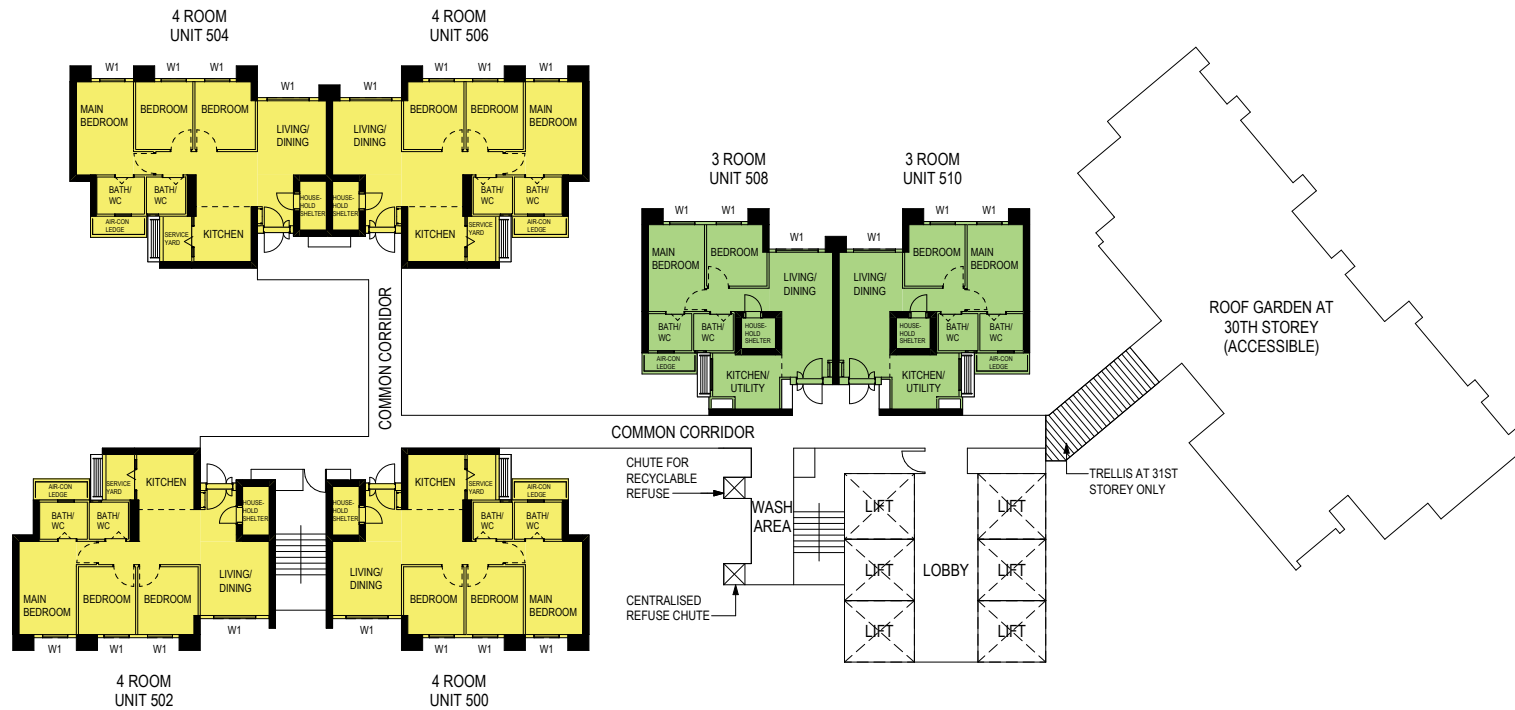 4 ROOM
UNIT 504
4 ROOM
UNIT 506
W1
W1
W1
W1
W1
W1
W1
W1
MAIN
BEDROOM
BEDROOM
BEDROOM
LIVING/
DINING
LIVING/
DINING
BEDROOM
BEDROOM
MAIN
BEDROOM
BATH/
WC
BATH/
WC
HOUSE-
HOLD
SHELTER
HOUSE-
HOLD
SHELTER
BATH/
WC
BATH/
WC
AIR-CON
LEDGE
SERVICE
YARD
KITCHEN
KITCHEN
SERVICE
YARD
AIR-CON
LEDGE
3 ROOM
UNIT 508
3 ROOM
UNIT 510
W1
W1
W1
W1
W1
W1
MAIN
BEDROOM
BEDROOM
LIVING/
DINING
LIVING/
DINING
BEDROOM
MAIN
BEDROOM
BATH/
WC
BATH/
WC
HOUSE-
HOLD
SHELTER
HOUSE-
HOLD
SHELTER
BATH/
WC
BATH/
WC
AIR-CON
LEDGE
KITCHEN/
UTILITY
KITCHEN/
UTILITY
AIR-CON
LEDGE
ROOF GARDEN AT
30TH STOREY
(ACCESSIBLE)
COMMON CORRIDOR
COMMON CORRIDOR
CHUTE FOR
RECYCLABLE
REFUSE
WASH
AREA
CENTRALISED
REFUSE CHUTE
LIFT
LIFT
LIFT
LOBBY
LIFT
LIFT
LIFT
TRELLIS AT 31ST
STOREY ONLY
AIR-CON
LEDGE
SERVICE
YARD
KITCHEN
KITCHEN
SERVICE
YARD
AIR-CON
LEDGE
BATH/
WC
BATH/
WC
HOUSE-
HOLD
SHELTER
HOUSE-
HOLD
SHELTER
BATH/
WC
BATH/
WC
MAIN
BEDROOM
BEDROOM
BEDROOM
LIVING/
DINING
LIVING/
DINING
BEDROOM
BEDROOM
MAIN
BEDROOM
W1
W1
W1
W1
W1
W1
W1
W1
4 ROOM
UNIT 502
4 ROOM
UNIT 500